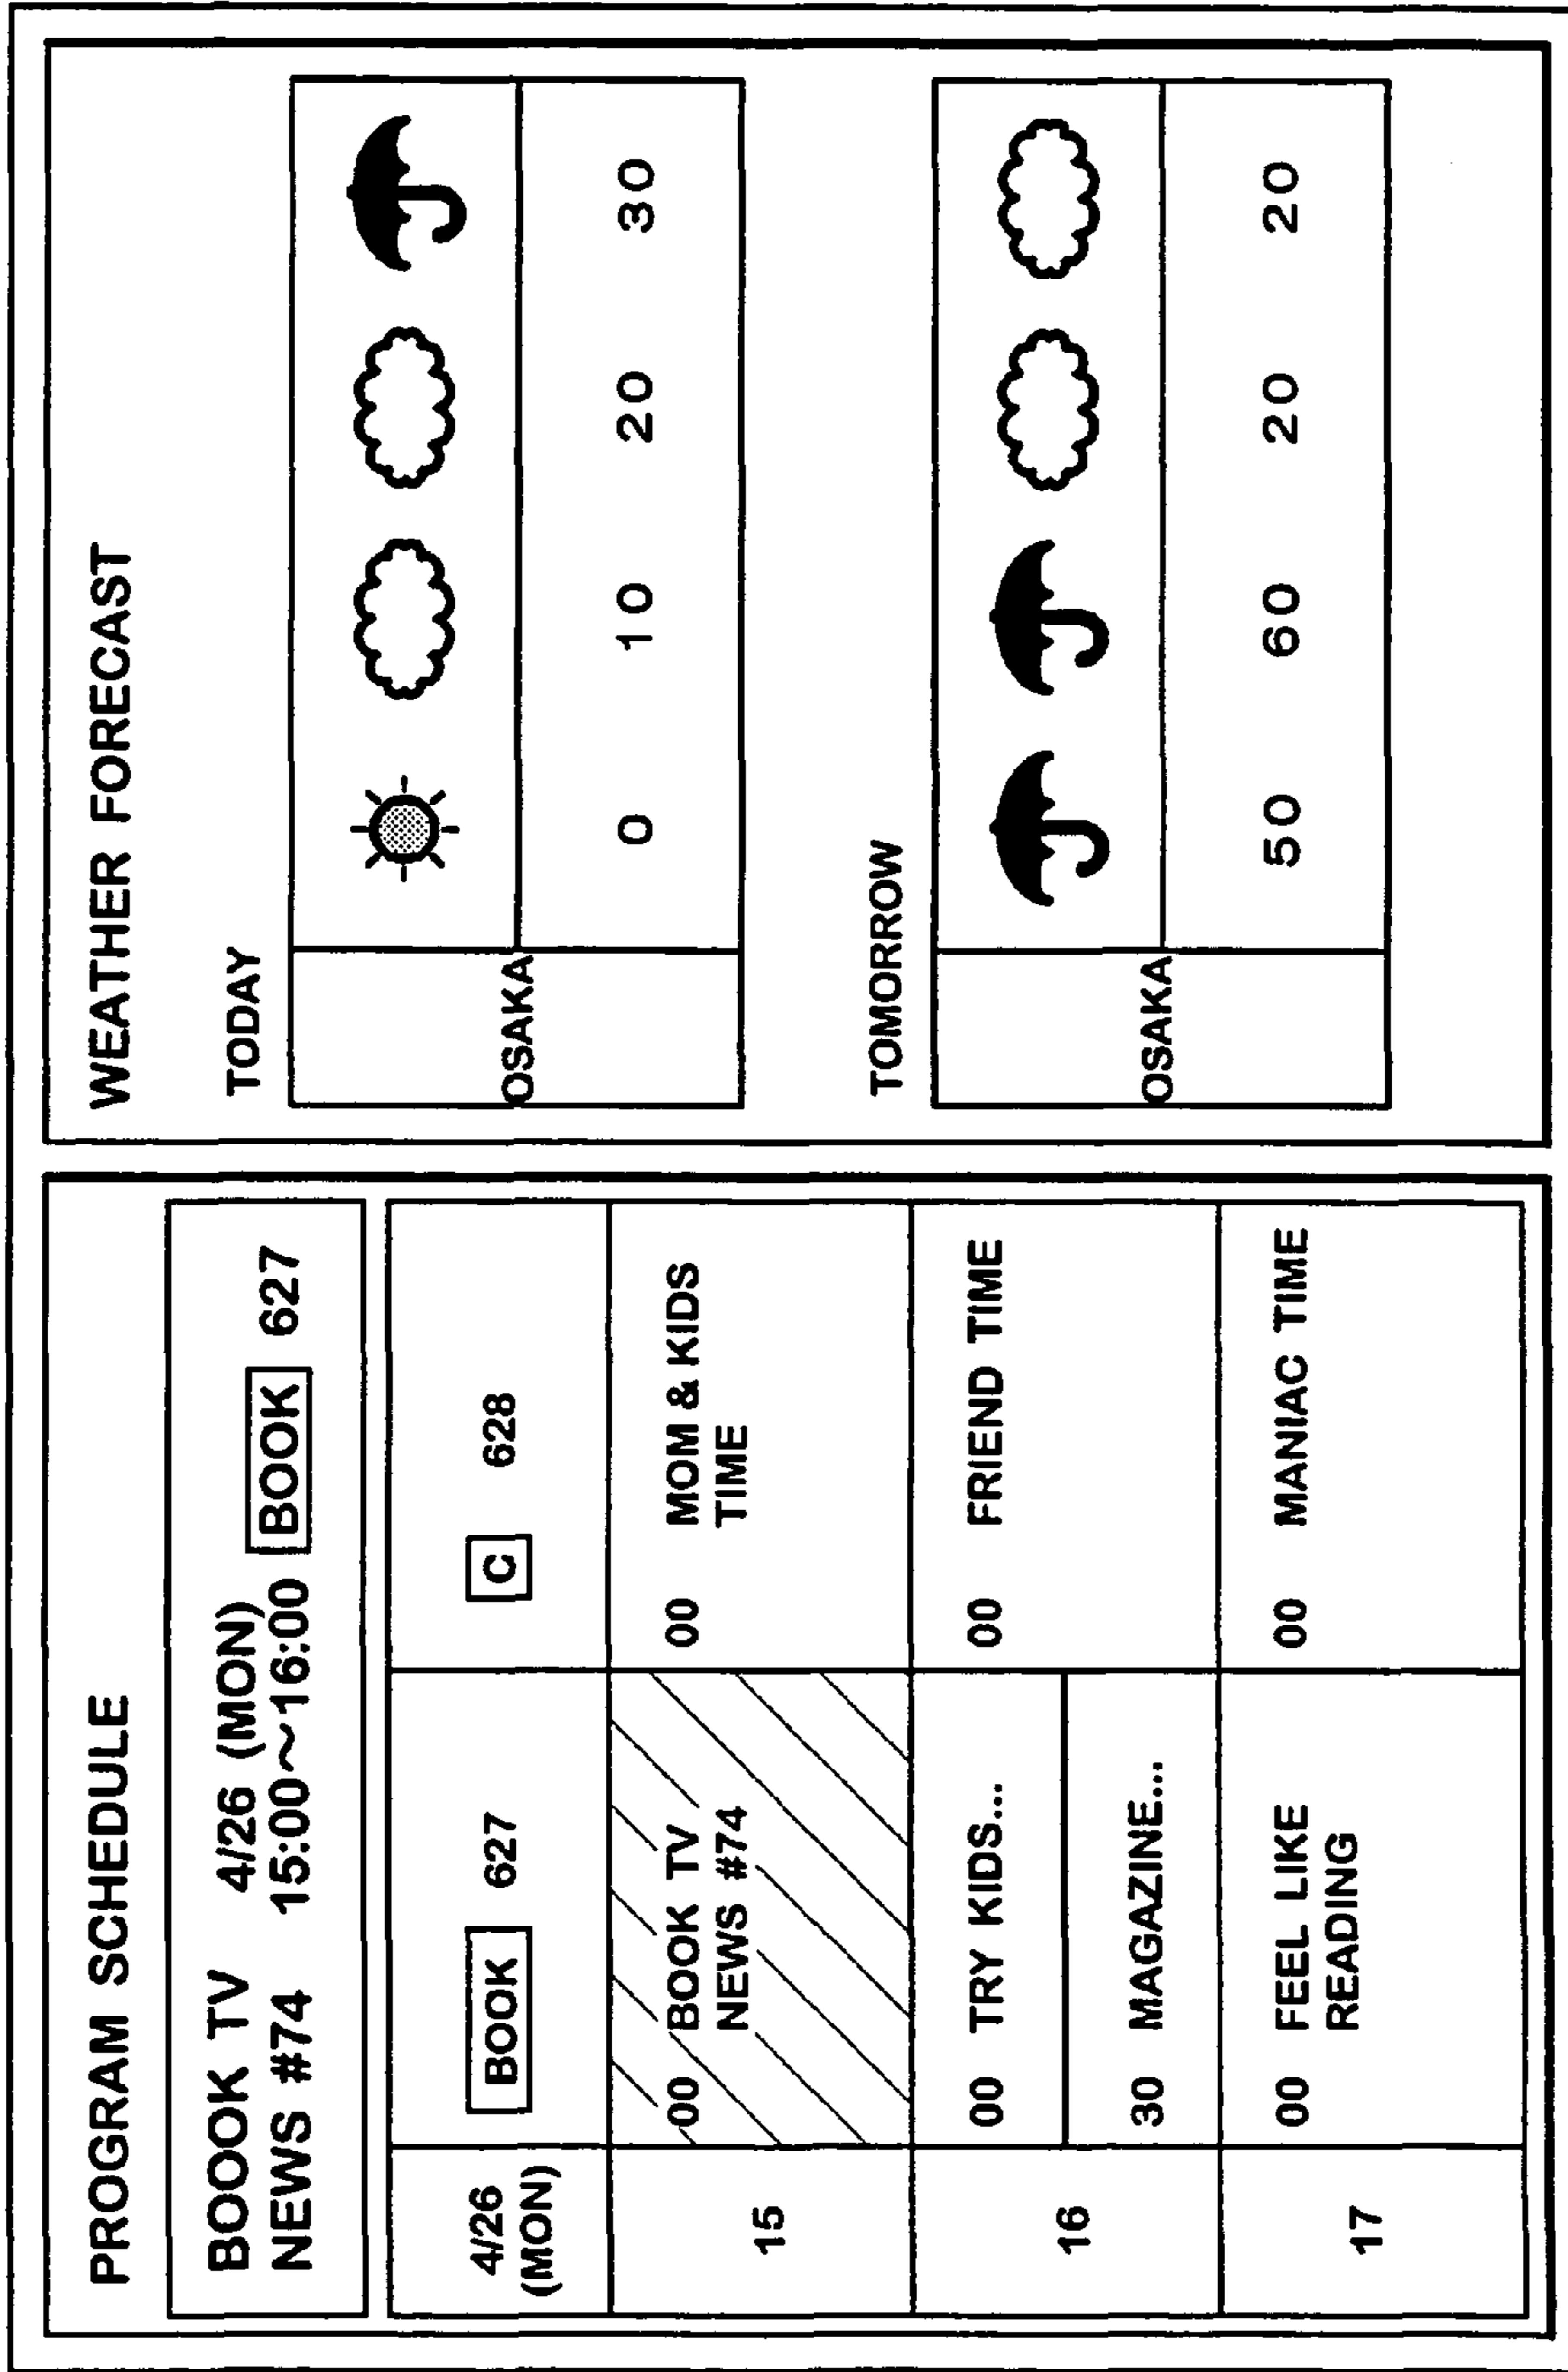 PROGRAM SCHEDULE
BOOOK TV 4/26 (MON)
NEWS #74 15:00~16:00 BOOK 627
4/26 (MON) BOOK 627 C 628
15 00 BOOK TV NEWS #74 00 MOM & KIDS TIME
16 00 TRY KIDS... 00 FRIEND TIME
30 MAGAZINE...
17 00 FEEL LIKE READING 00 MANIAC TIME
WEATHER FORECAST
TODAY
OSAKA
0 10 20 30
TOMORROW
OSAKA
50 60 20 20